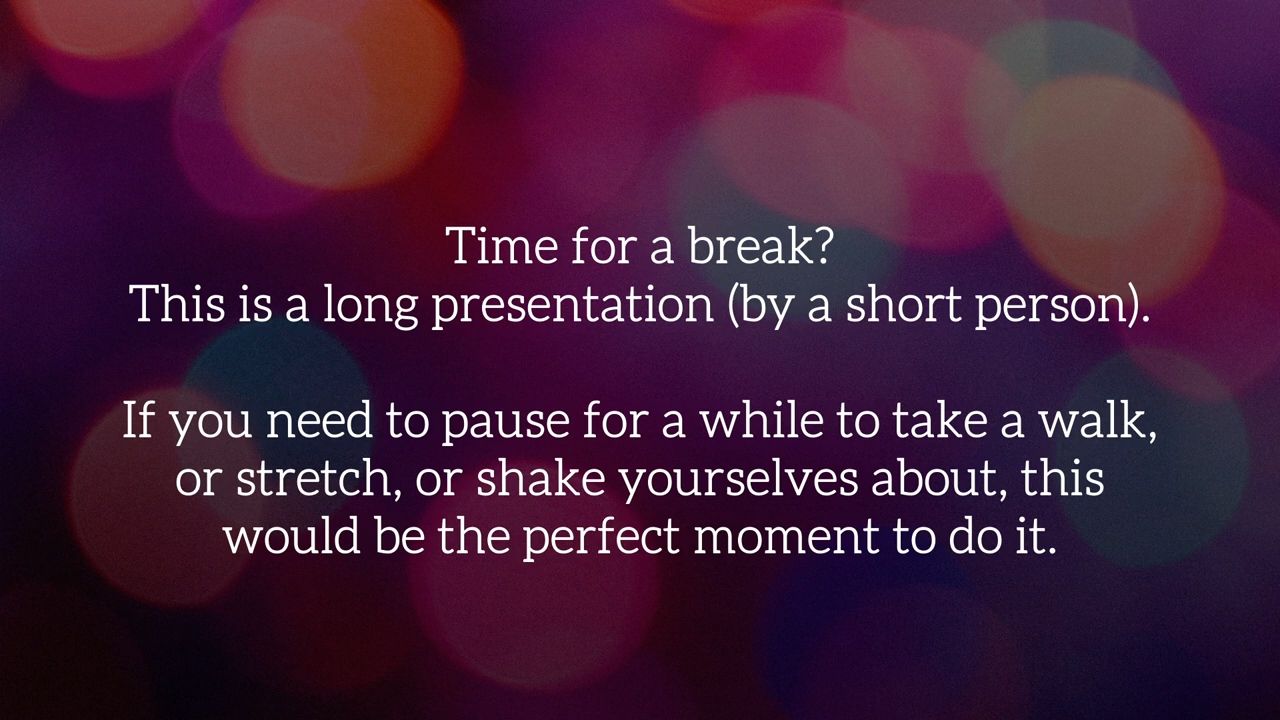 Time for a break?
This is a long presentation (by a short person).
If you need to pause for a while to take a walk,
or stretch, or shake yourselves about, this
would be the perfect moment to do it.